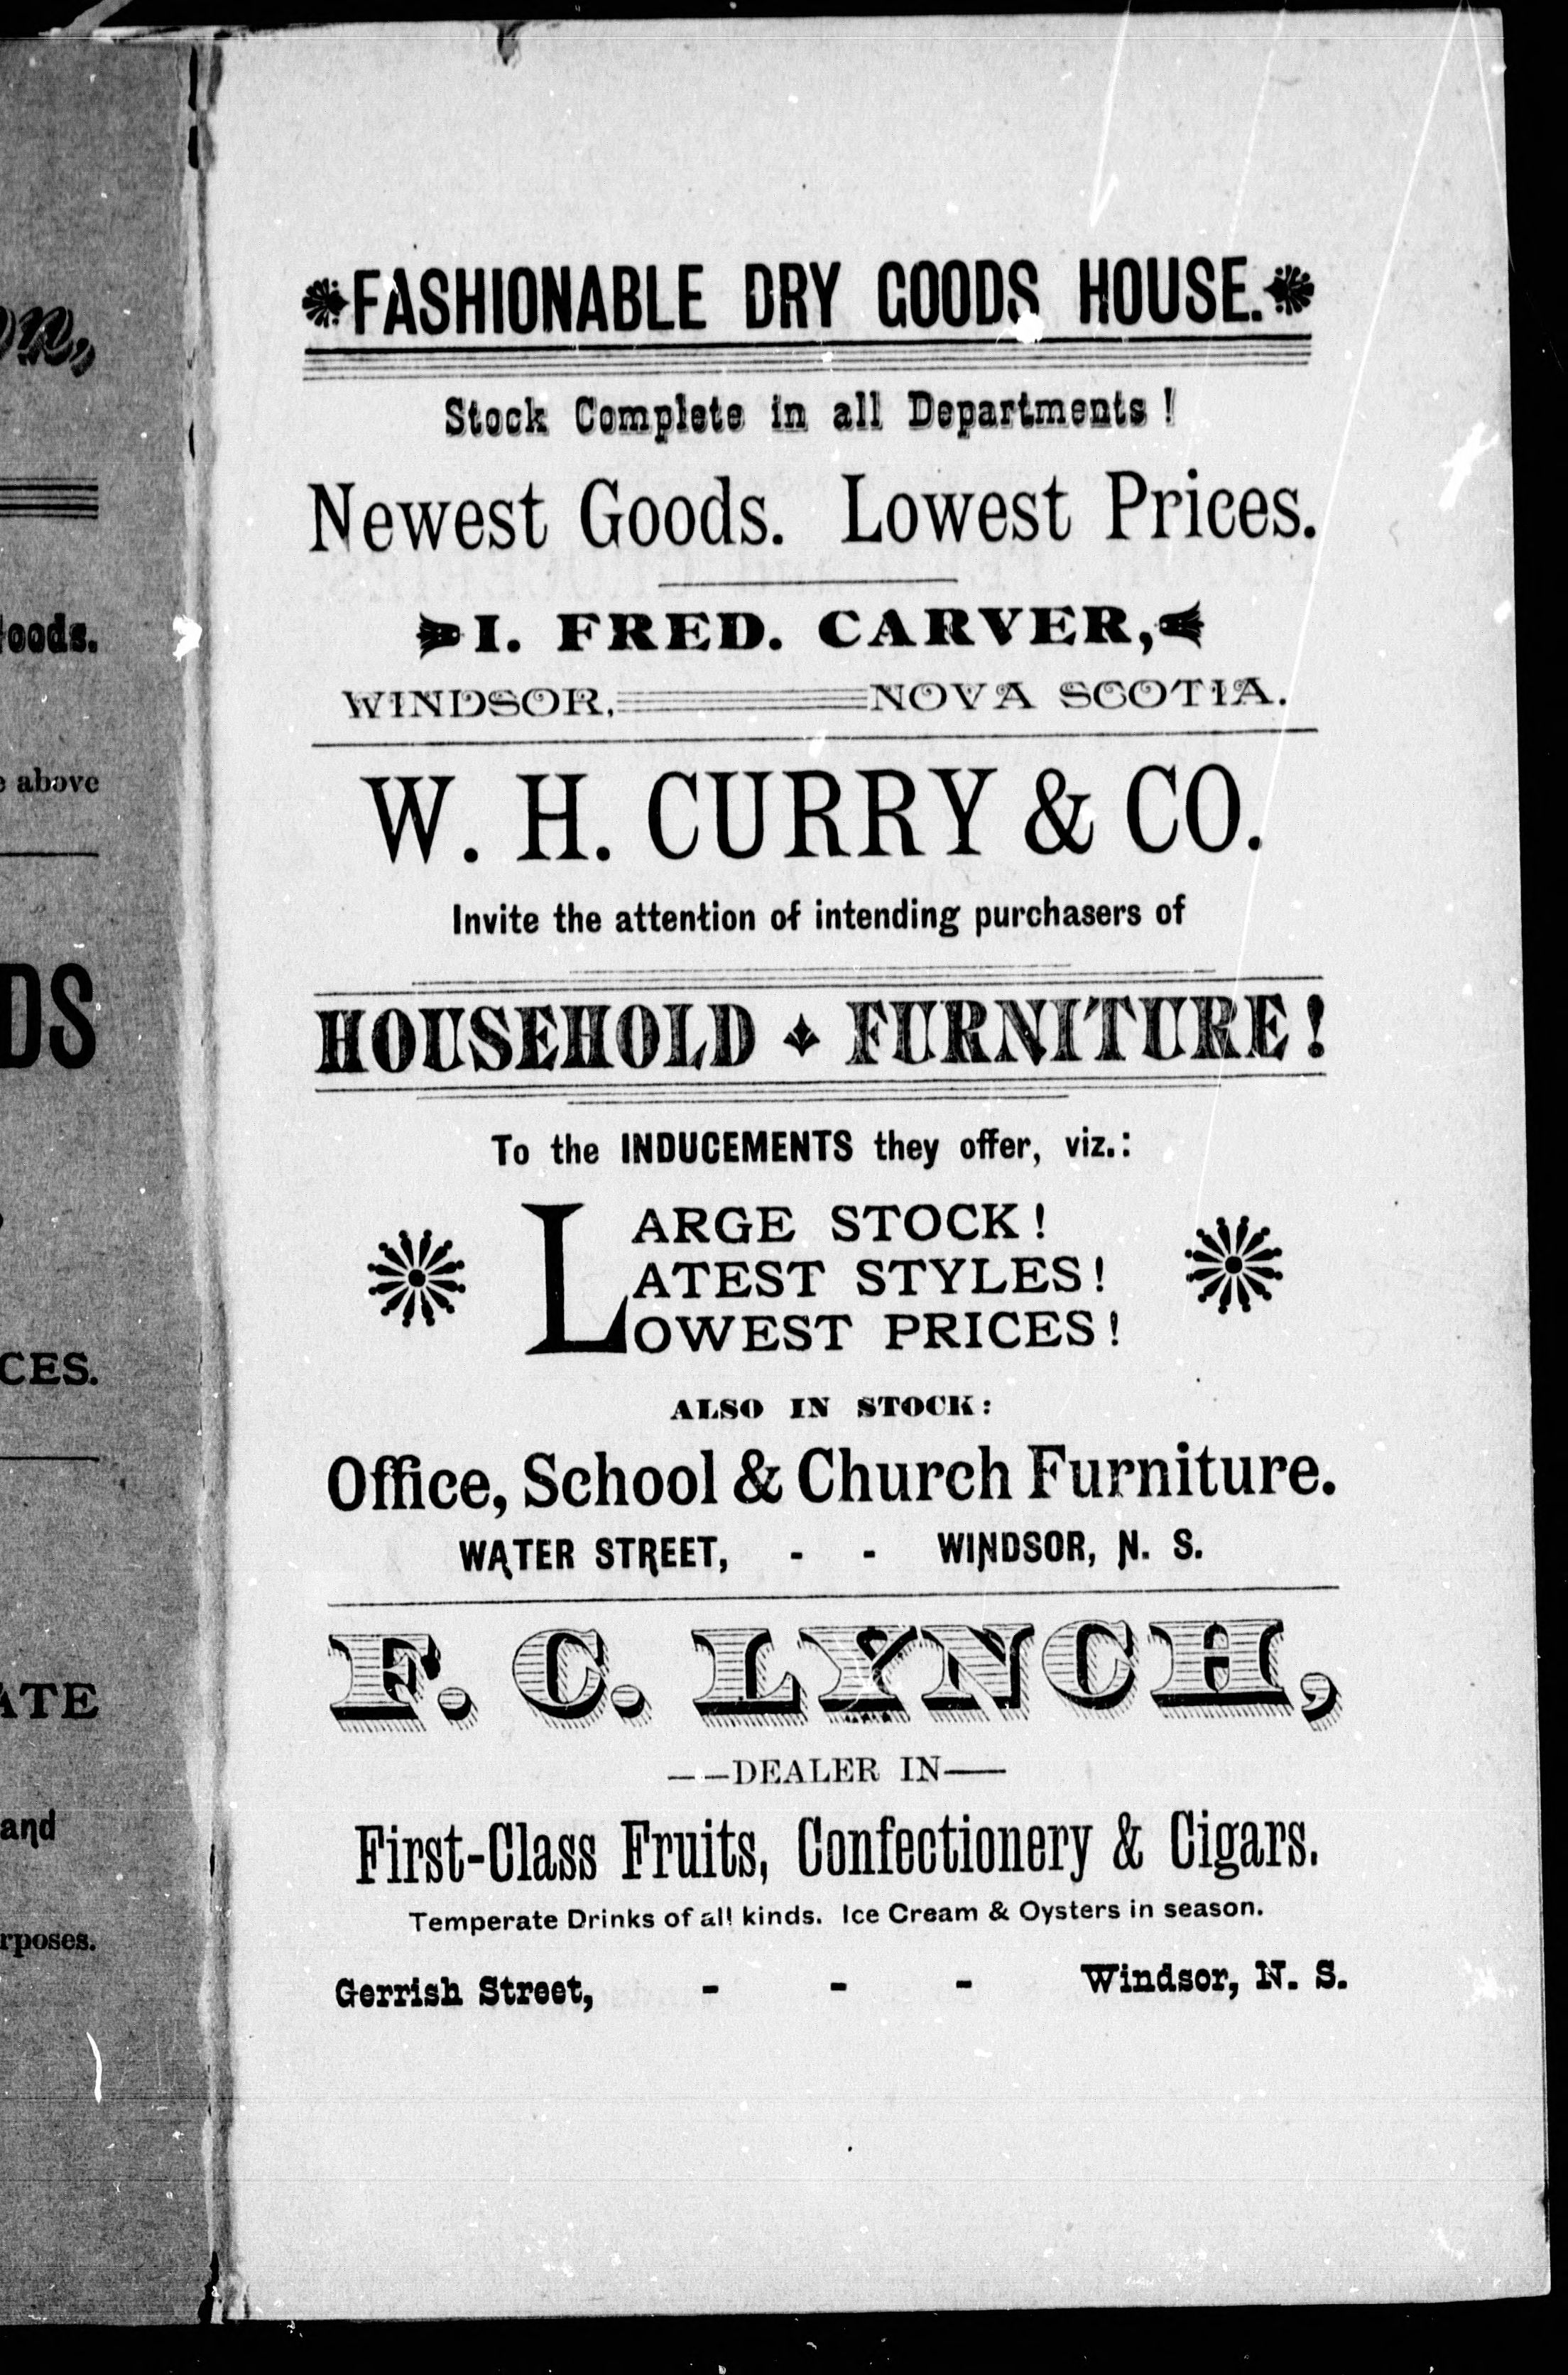 FASHIONABLE DRY GOODS HOUSE.
Stock Complete in all Departments!
Newest Goods. Lowest Prices.
I. FRED. CARVER,
WINDSOR, NOVA SCOTIA.
W. H. CURRY & CO.
Invite the attention of intending purchasers of
HOUSEHOLD FURNITURE!
To the INDUCEMENTS they offer, viz.:
LARGE STOCK!
LATEST STYLES!
LOWEST PRICES!
ALSO IN STOCK:
Office, School & Church Furniture.
WATER STREET, - - WINDSOR, N. S.
F. C. LYNCH,
——DEALER IN——
First-Class Fruits, Confectionery & Cigars.
Temperate Drinks of all kinds. Ice Cream & Oysters in season.
Gerrish Street, - - - Windsor, N. S.
above
and